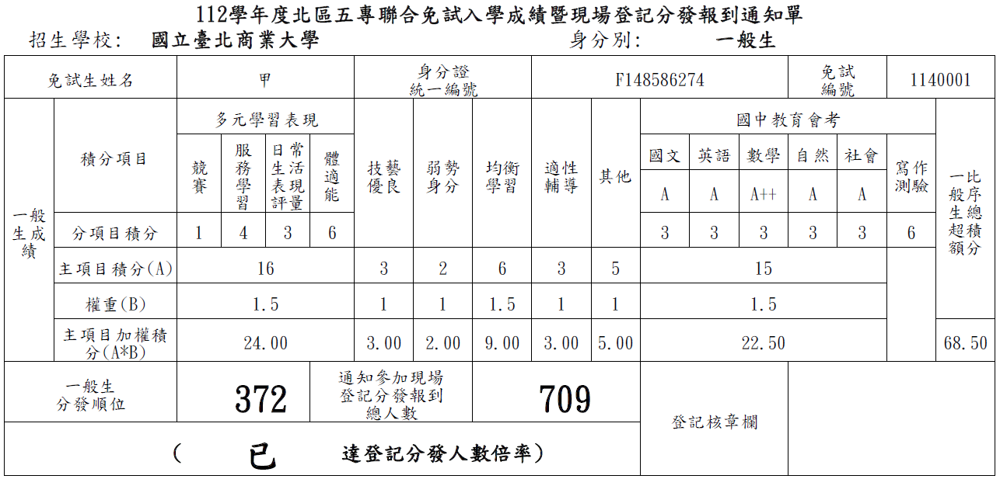 112學年度北區五專聯合免試入學成績暨現場登記分發報到通知單
招生學校: 國立臺北商業大學 身分別: 一般生
免試生姓名 甲 身分證統一編號 F148586274 免試編號 1140001
一般生成績
積分項目
多元學習表現
競賽 服務學習 日常生活表現評量 體適能
技藝優良 弱勢身分 均衡學習 適性輔導 其他
國中教育會考
國文 英語 數學 自然 社會 寫作測驗
A A A++ A A
一般生超額比序總積分
分項目積分 1 4 3 6 3 3 3 3 3 6
主項目積分(A) 16 3 2 6 3 5 15
權重(B) 1.5 1 1 1.5 1 1 1.5
主項目加權積分(A*B) 24.00 3.00 2.00 9.00 3.00 5.00 22.50 68.50
一般生分發順位 372 通知參加現場登記分發報到總人數 709
登記核章欄
( 已 達登記分發人數倍率)